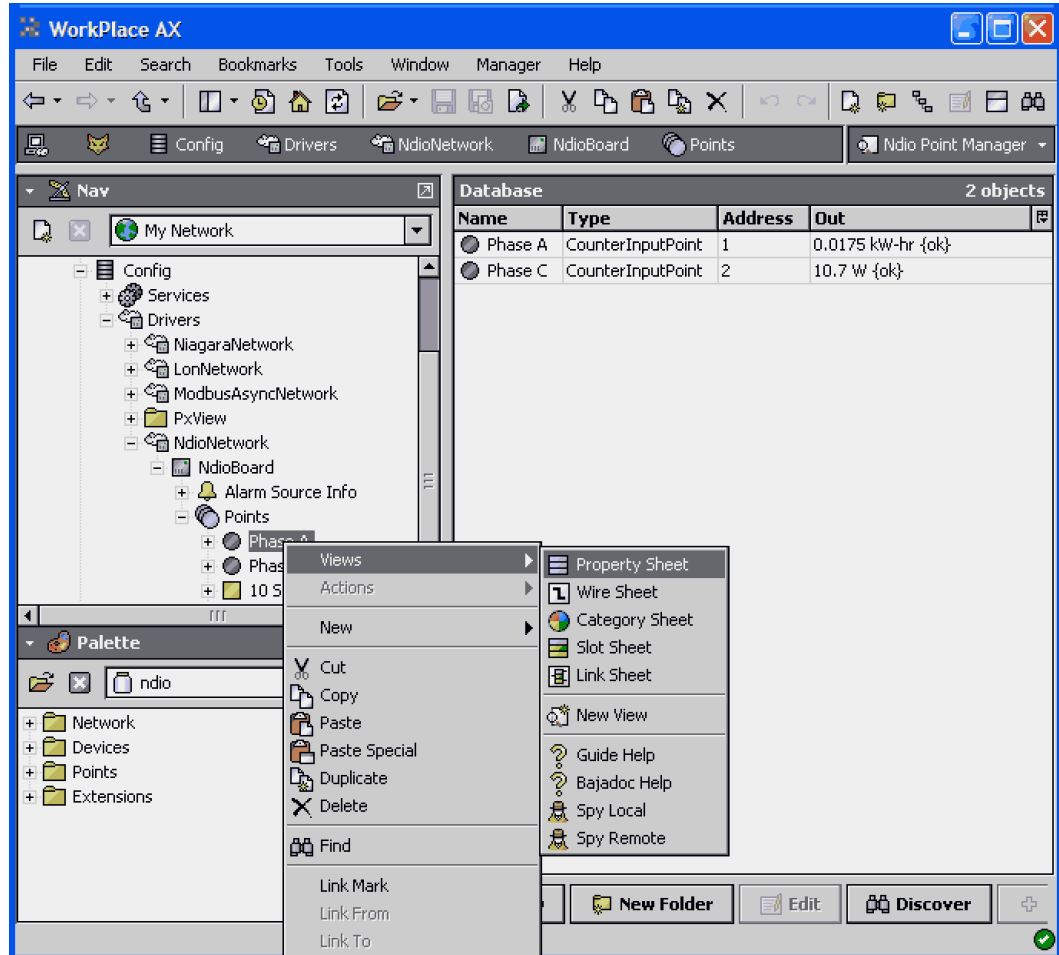 WorkPlace AX
File Edit Search Bookmarks Tools Window Manager Help
Config Drivers NdioNetwork NdioBoard Points Ndio Point Manager
Nav
My Network
Config
Services
Drivers
NiagaraNetwork
LonNetwork
ModbusAsyncNetwork
PxView
NdioNetwork
NdioBoard
Alarm Source Info
Points
Phase A
Phas
10 S
Palette
ndio
Network
Devices
Points
Extensions
Database 2 objects
Name Type Address Out
Phase A CounterInputPoint 1 0.0175 kW-hr {ok}
Phase C CounterInputPoint 2 10.7 W {ok}
Views
Actions
New
Cut
Copy
Paste
Paste Special
Duplicate
Delete
Find
Link Mark
Link From
Link To
Property Sheet
Wire Sheet
Category Sheet
Slot Sheet
Link Sheet
New View
Guide Help
Bajadoc Help
Spy Local
Spy Remote
New Folder Edit Discover